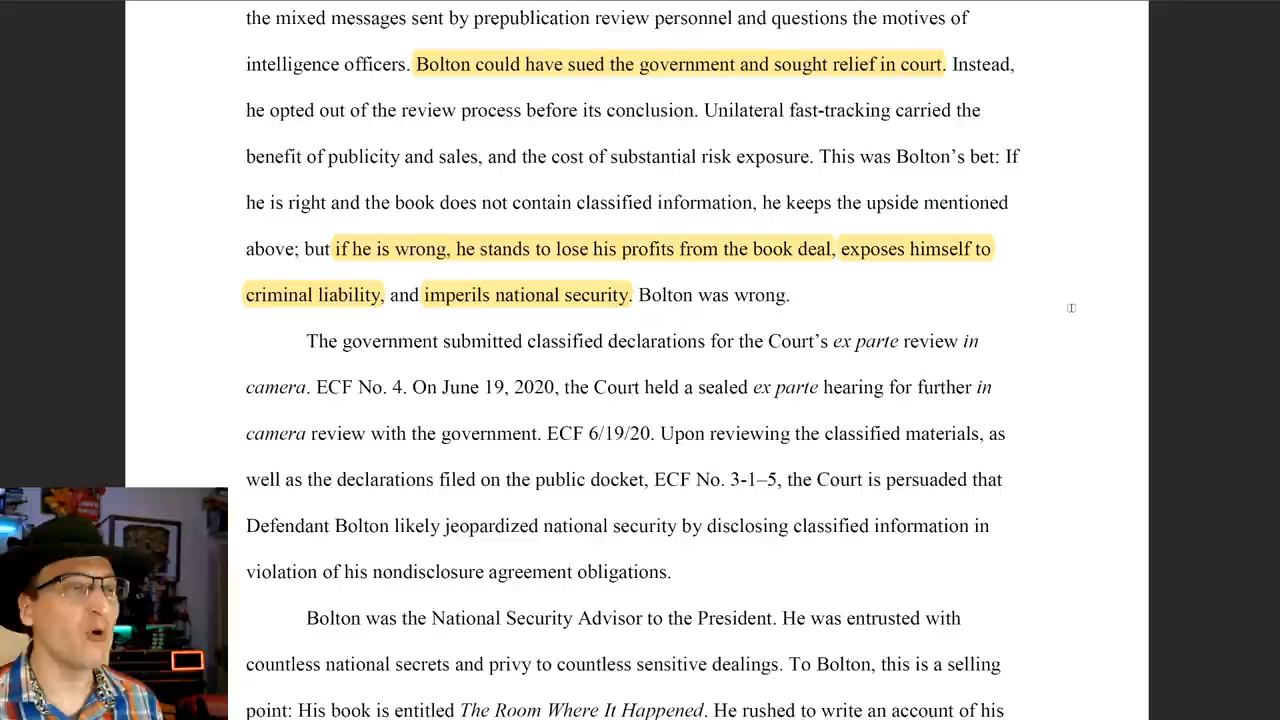 the mixed messages sent by prepublication review personnel and questions the motives of
intelligence officers. Bolton could have sued the government and sought relief in court. Instead,
he opted out of the review process before its conclusion. Unilateral fast-tracking carried the
benefit of publicity and sales, and the cost of substantial risk exposure. This was Bolton’s bet: If
he is right and the book does not contain classified information, he keeps the upside mentioned
above; but if he is wrong, he stands to lose his profits from the book deal, exposes himself to
criminal liability, and imperils national security. Bolton was wrong.
The government submitted classified declarations for the Court’s ex parte review in
camera. ECF No. 4. On June 19, 2020, the Court held a sealed ex parte hearing for further in
camera review with the government. ECF 6/19/20. Upon reviewing the classified materials, as
well as the declarations filed on the public docket, ECF No. 3-1–5, the Court is persuaded that
Defendant Bolton likely jeopardized national security by disclosing classified information in
violation of his nondisclosure agreement obligations.
Bolton was the National Security Advisor to the President. He was entrusted with
countless national secrets and privy to countless sensitive dealings. To Bolton, this is a selling
point: His book is entitled The Room Where It Happened. He rushed to write an account of his